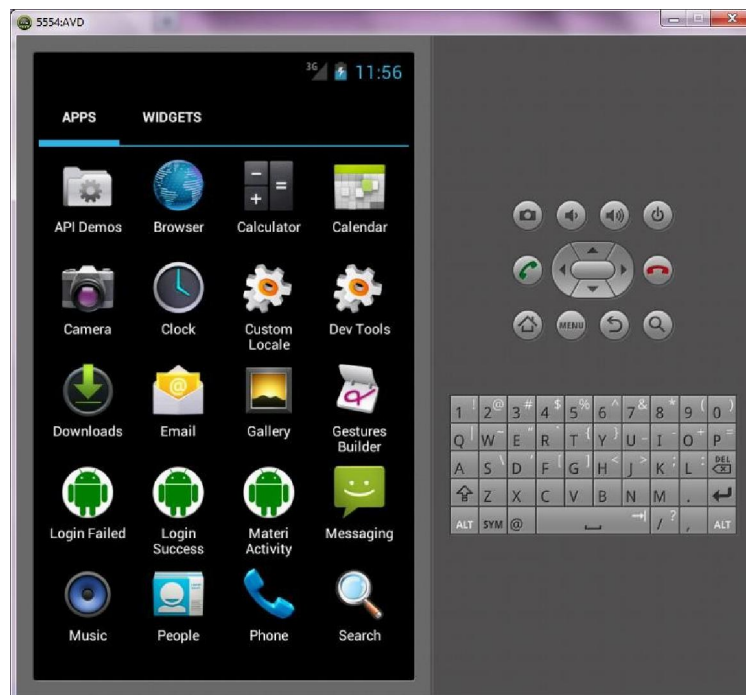 5554:AVD
3G 11:56
APPS WIDGETS
API Demos Browser Calculator Calendar
Camera Clock Custom Locale Dev Tools
Downloads Email Gallery Gestures Builder
Login Failed Login Success Materi Activity Messaging
Music People Phone Search
MENU
1 ! 2 @ 3 # 4 $ 5 % 6 ^ 7 & 8 * 9 ( 0 )
Q | W ~ E " R ` T { Y } U _ I - O + P =
A S \ D ' F [ G ] H < J > K ; L : DEL
Z X C V B N M .
ALT SYM @ / ? , ALT